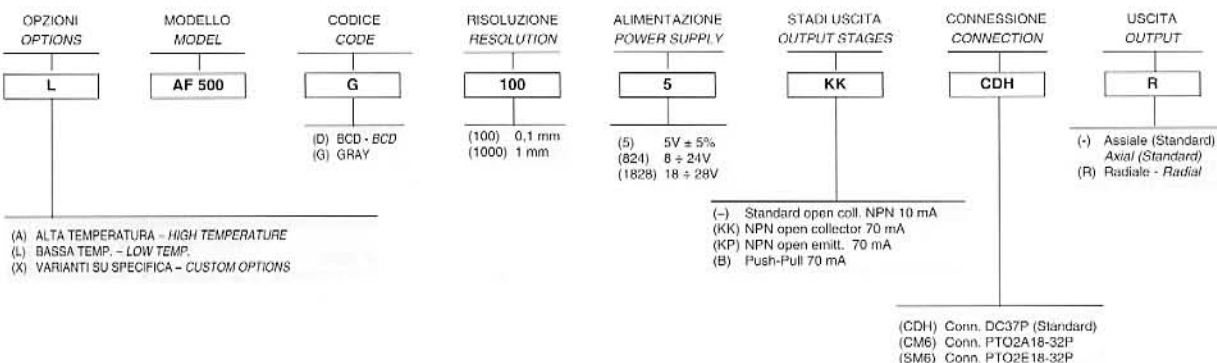 OPZIONI
OPTIONS
L
(A) ALTA TEMPERATURA – HIGH TEMPERATURE
(L) BASSA TEMP. – LOW TEMP.
(X) VARIANTI SU SPECIFICA – CUSTOM OPTIONS
MODELLO
MODEL
AF 500
CODICE
CODE
G
(D) BCD - BCD
(G) GRAY
RISOLUZIONE
RESOLUTION
100
(100) 0,1 mm
(1000) 1 mm
ALIMENTAZIONE
POWER SUPPLY
5
(5) 5V ± 5%
(824) 8 ÷ 24V
(1828) 18 ÷ 28V
STADI USCITA
OUTPUT STAGES
KK
(–) Standard open coll. NPN 10 mA
(KK) NPN open collector 70 mA
(KP) NPN open emitt. 70 mA
(B) Push-Pull 70 mA
CONNESSIONE
CONNECTION
CDH
(CDH) Conn. DC37P (Standard)
(CM6) Conn. PTO2A18-32P
(SM6) Conn. PTO2E18-32P
USCITA
OUTPUT
R
(-) Assiale (Standard)
Axial (Standard)
(R) Radiale - Radial